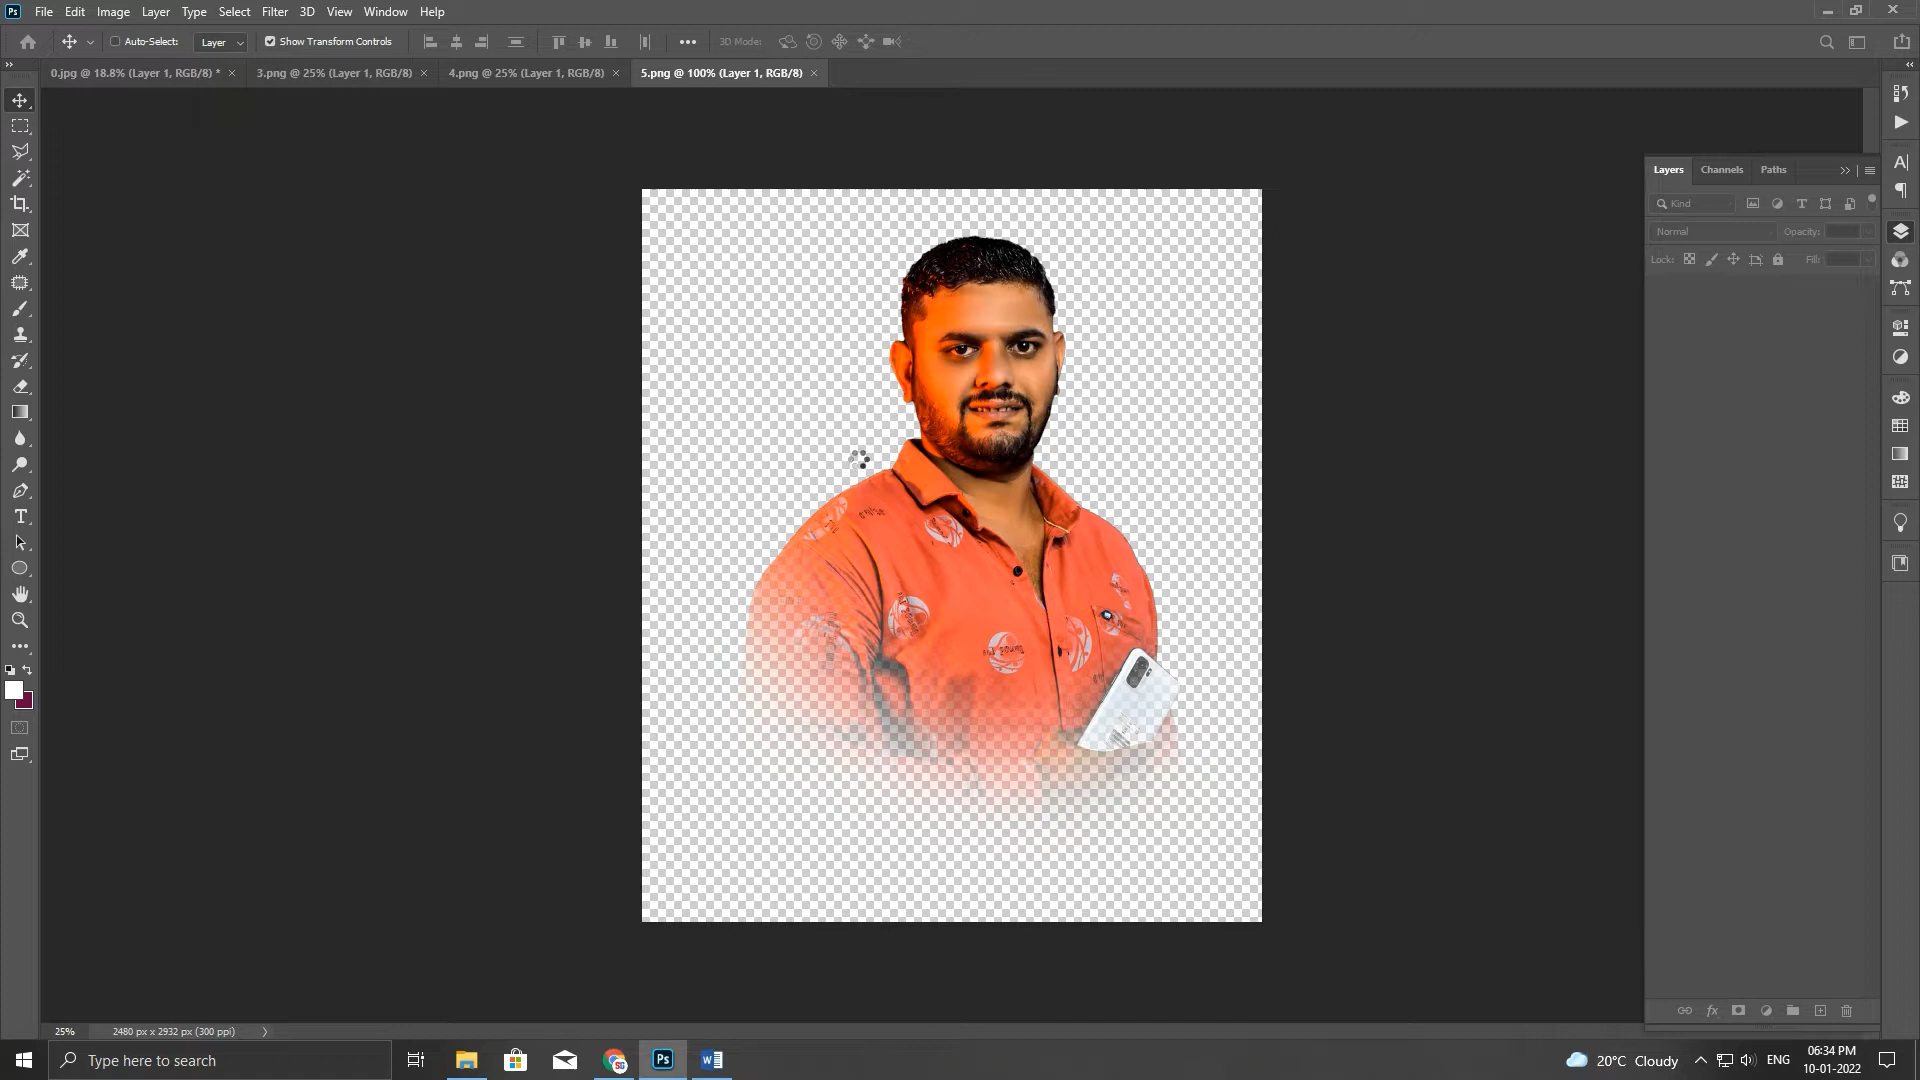 Ps File Edit Image Layer Type Select Filter 3D View Window Help
Auto-Select: Layer Show Transform Controls 3D Mode:
0.jpg @ 18.8% (Layer 1, RGB/8) * 3.png @ 25% (Layer 1, RGB/8) 4.png @ 25% (Layer 1, RGB/8) 5.png @ 100% (Layer 1, RGB/8)
Layers Channels Paths
Kind
Normal Opacity:
Lock: Fill:
25% 2480 px x 2932 px (300 ppi)
Type here to search
Ps
20°C Cloudy
ENG
06:34 PM
10-01-2022